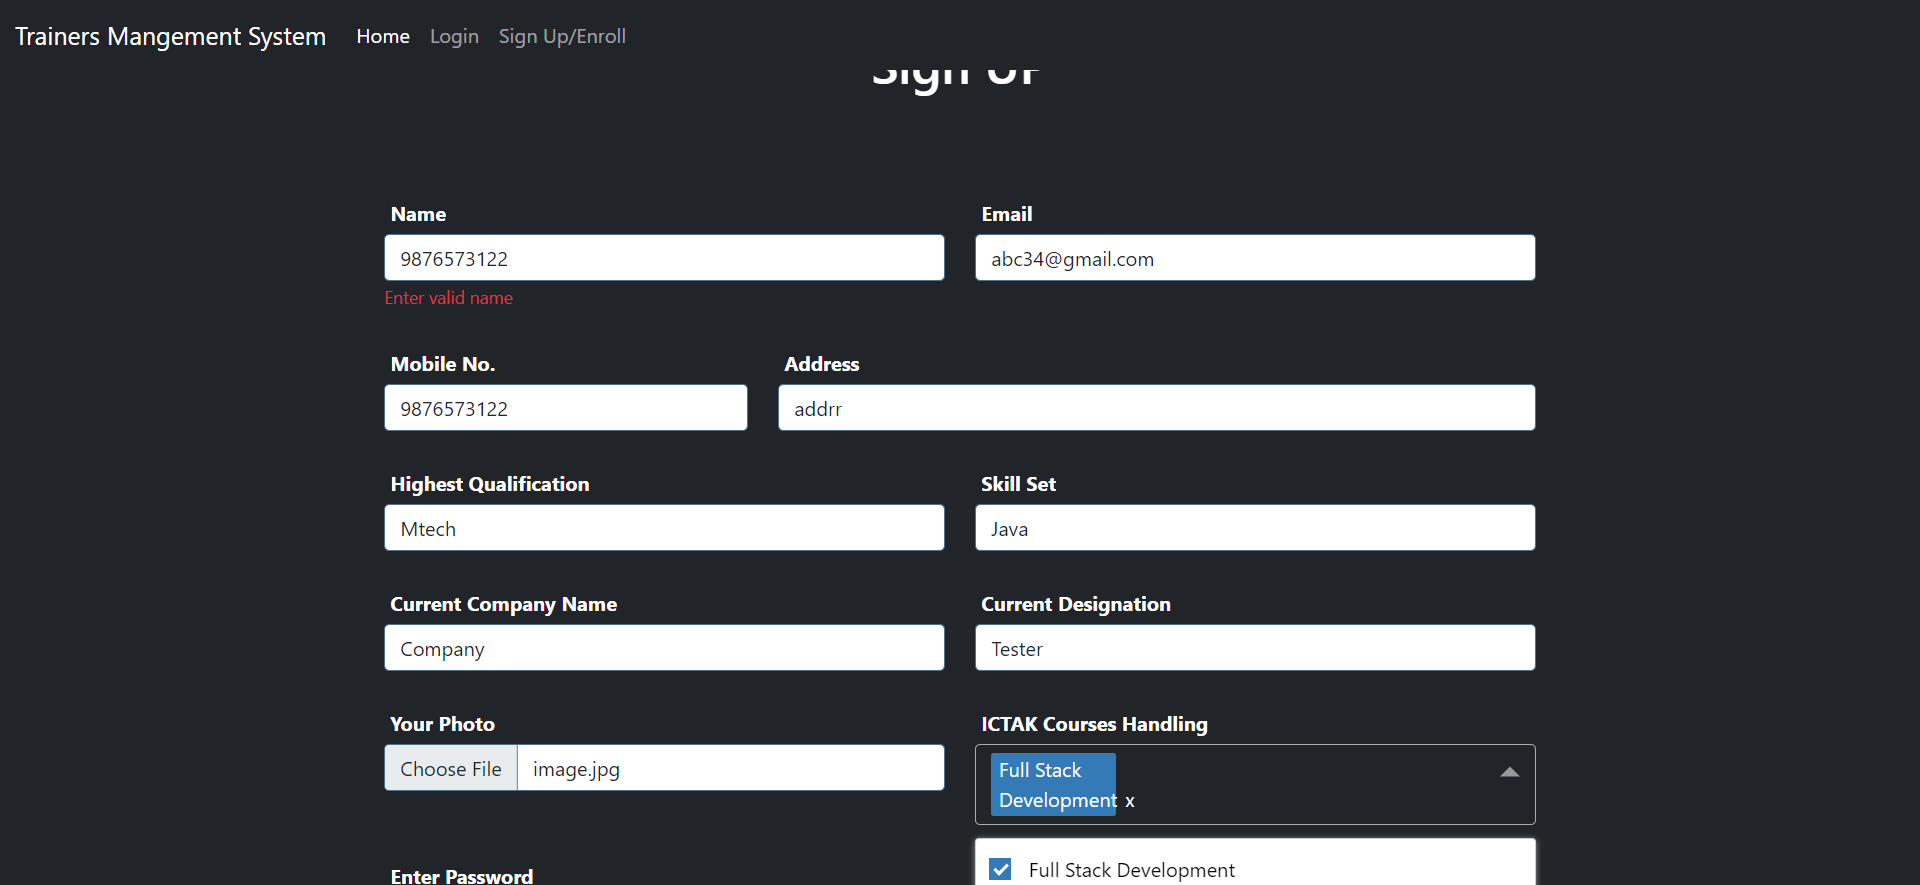 Trainers Mangement System Home Login Sign Up/Enroll
Sign UP
Name Email
9876573122 abc34@gmail.com
Enter valid name
Mobile No. Address
9876573122 addrr
Highest Qualification Skill Set
Mtech Java
Current Company Name Current Designation
Company Tester
Your Photo ICTAK Courses Handling
Choose File image.jpg
Full Stack
Development x
Full Stack Development
Enter Password